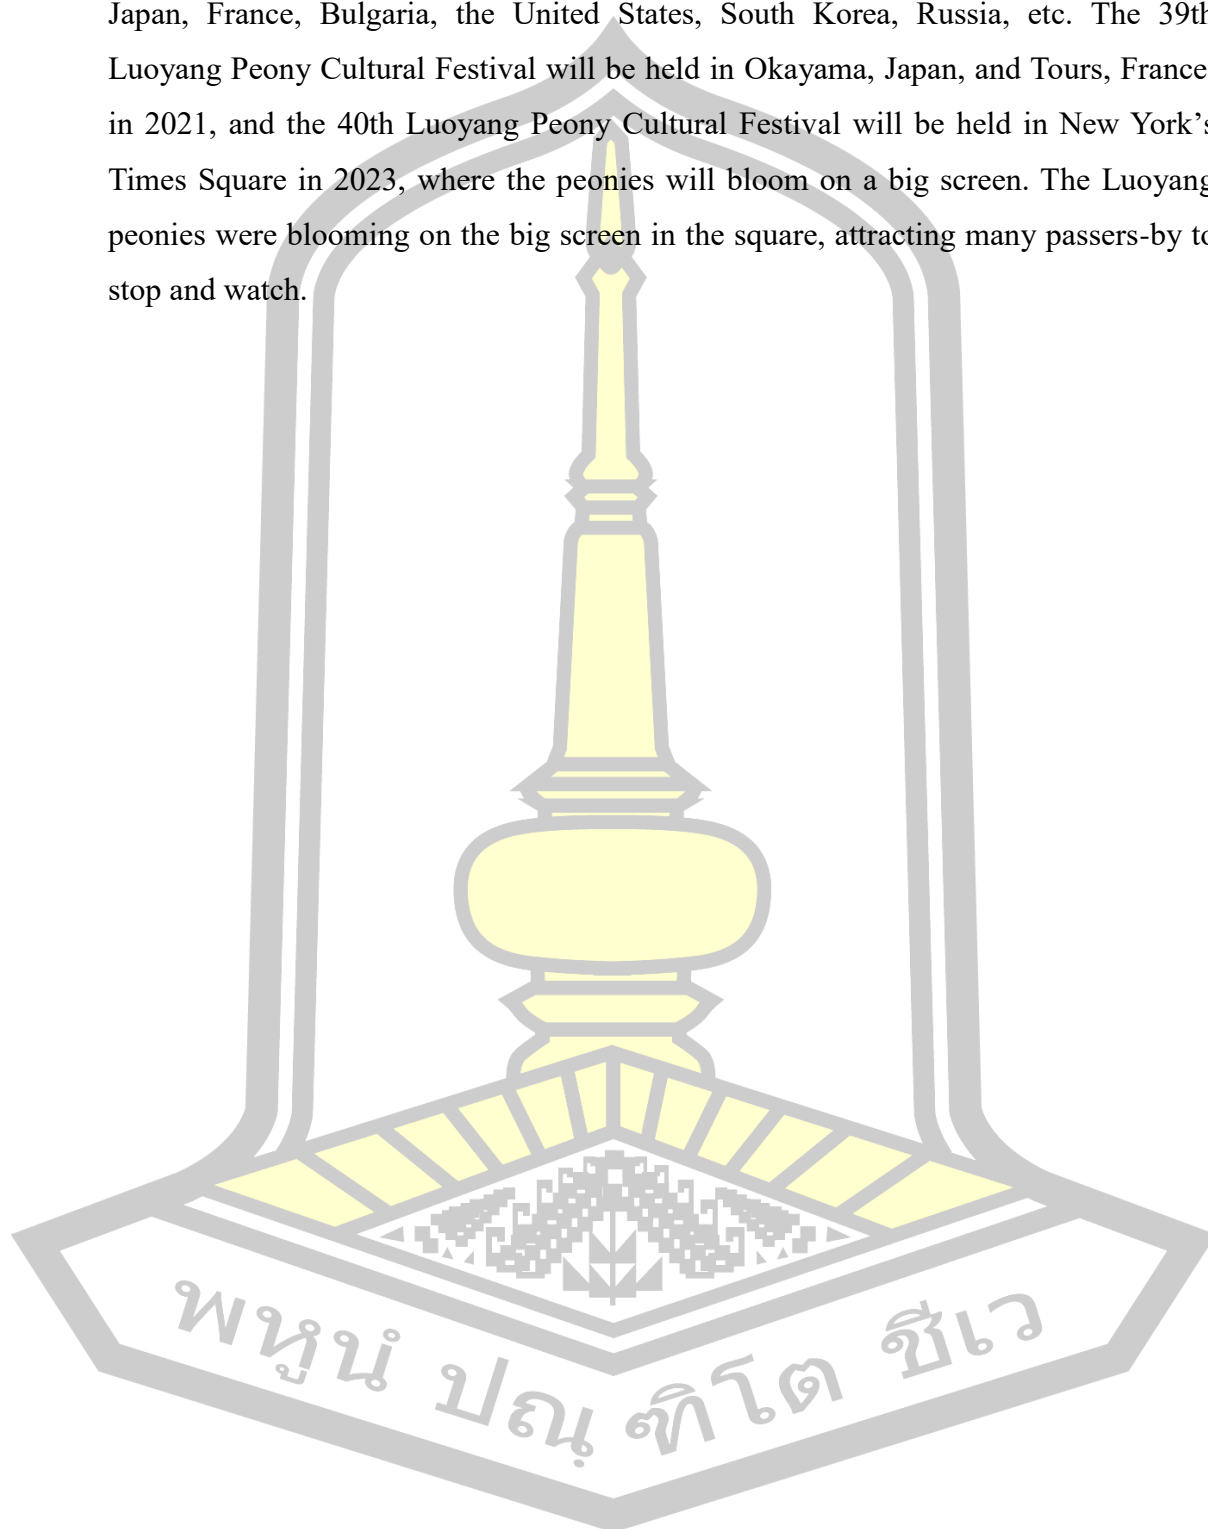 Japan, France, Bulgaria, the United States, South Korea, Russia, etc. The 39th
Luoyang Peony Cultural Festival will be held in Okayama, Japan, and Tours, France,
in 2021, and the 40th Luoyang Peony Cultural Festival will be held in New York’s
Times Square in 2023, where the peonies will bloom on a big screen. The Luoyang
peonies were blooming on the big screen in the square, attracting many passers-by to
stop and watch.
พหูนํ ปณฺฑิโต ชีเว